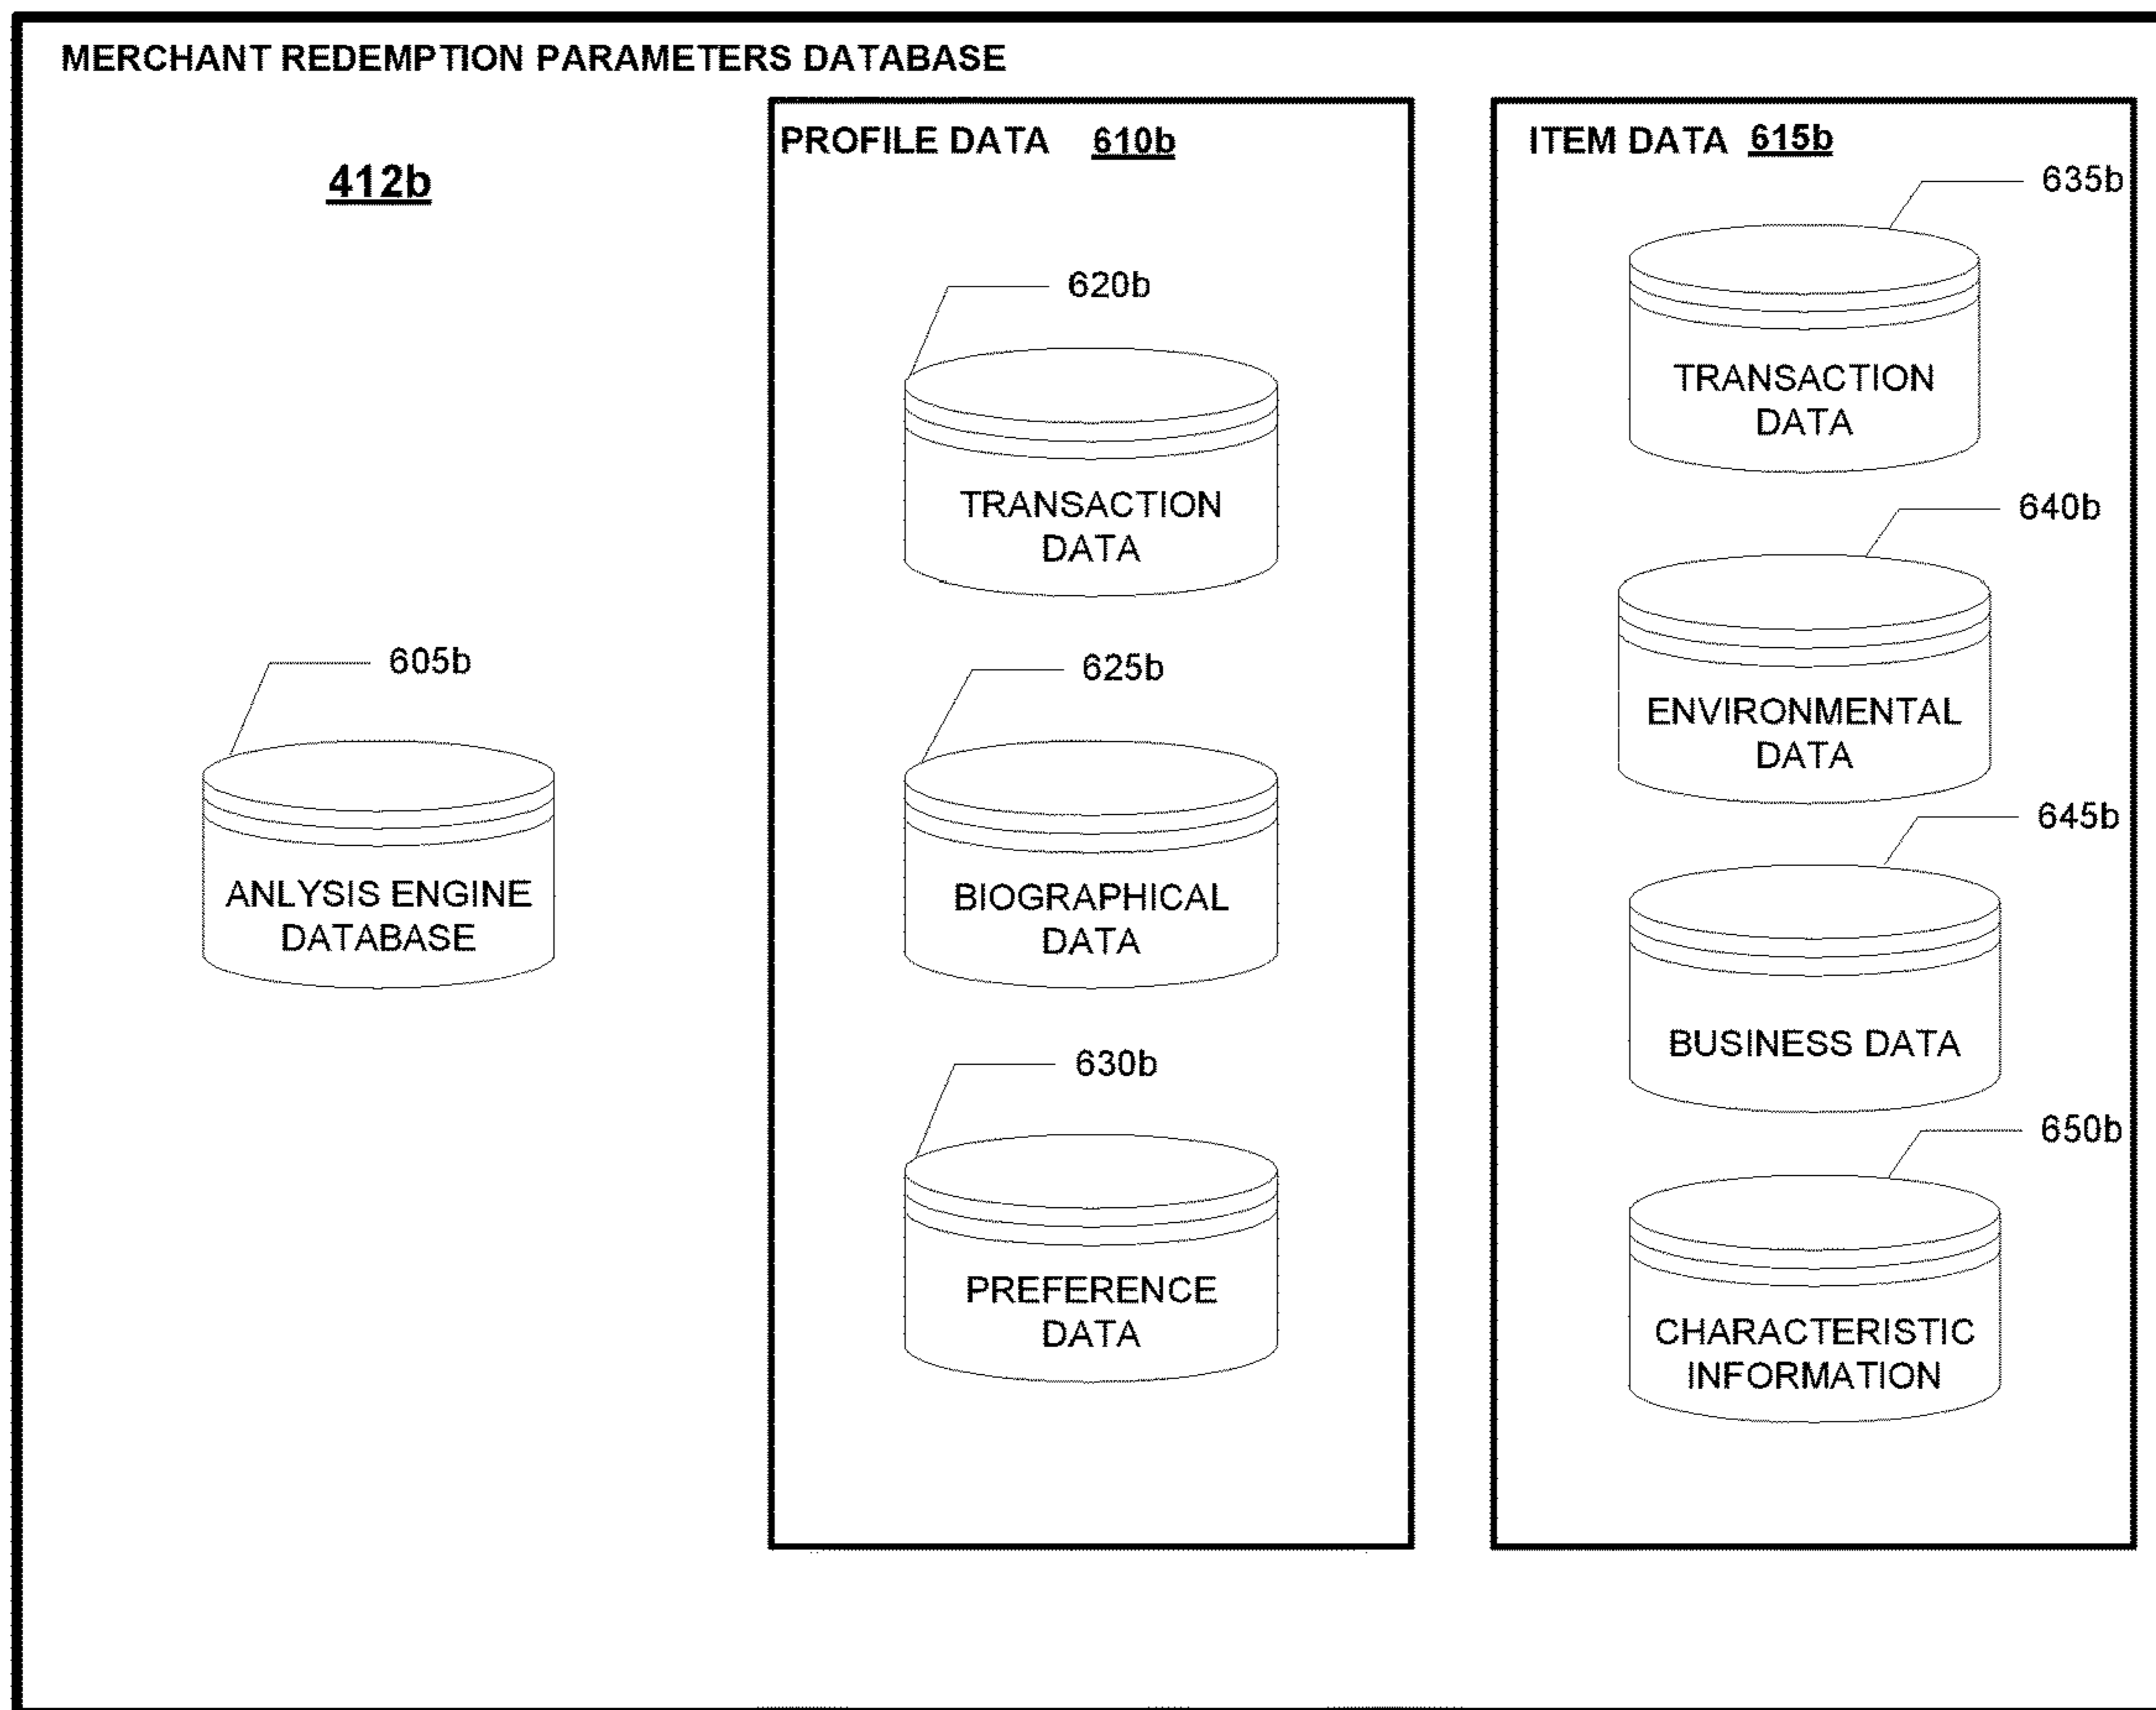 MERCHANT REDEMPTION PARAMETERS DATABASE
412b
605b
ANLYSIS ENGINE
DATABASE
PROFILE DATA 610b
620b
TRANSACTION
DATA
625b
BIOGRAPHICAL
DATA
630b
PREFERENCE
DATA
ITEM DATA 615b
635b
TRANSACTION
DATA
640b
ENVIRONMENTAL
DATA
645b
BUSINESS DATA
650b
CHARACTERISTIC
INFORMATION